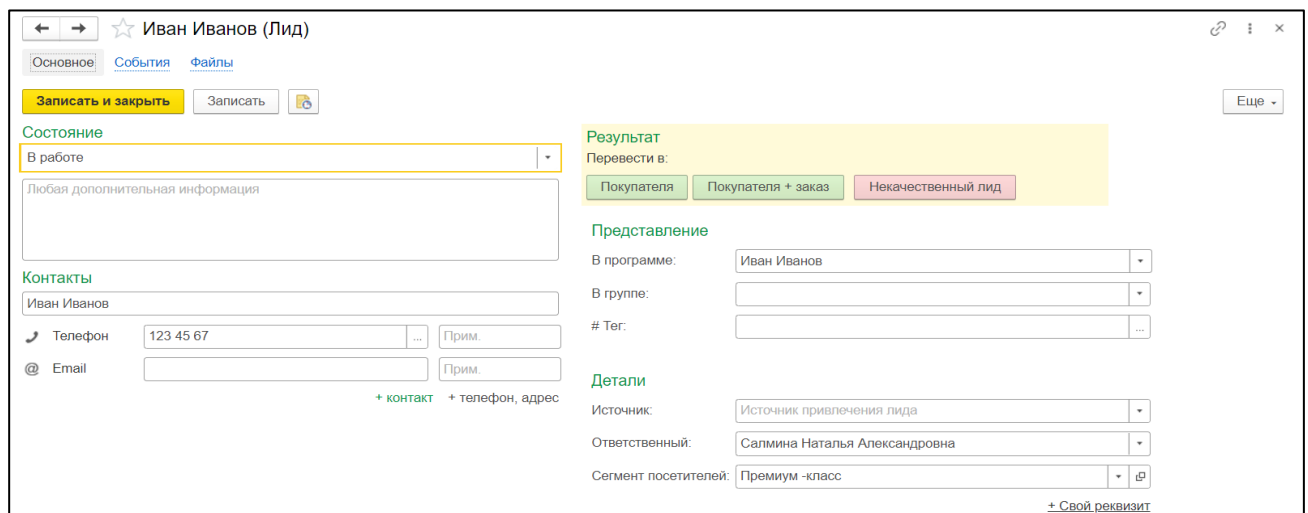 Иван Иванов (Лид)
Основное События Файлы
Записать и закрыть Записать Еще
Состояние
В работе
Любая дополнительная информация
Контакты
Иван Иванов
Телефон 123 45 67 ... Прим.
@ Email Прим.
+ контакт + телефон, адрес
Результат
Перевести в:
Покупателя Покупателя + заказ Некачественный лид
Представление
В программе: Иван Иванов
В группе:
# Тег: ...
Детали
Источник: Источник привлечения лида
Ответственный: Салмина Наталья Александровна
Сегмент посетителей: Премиум -класс
+ Свой реквизит